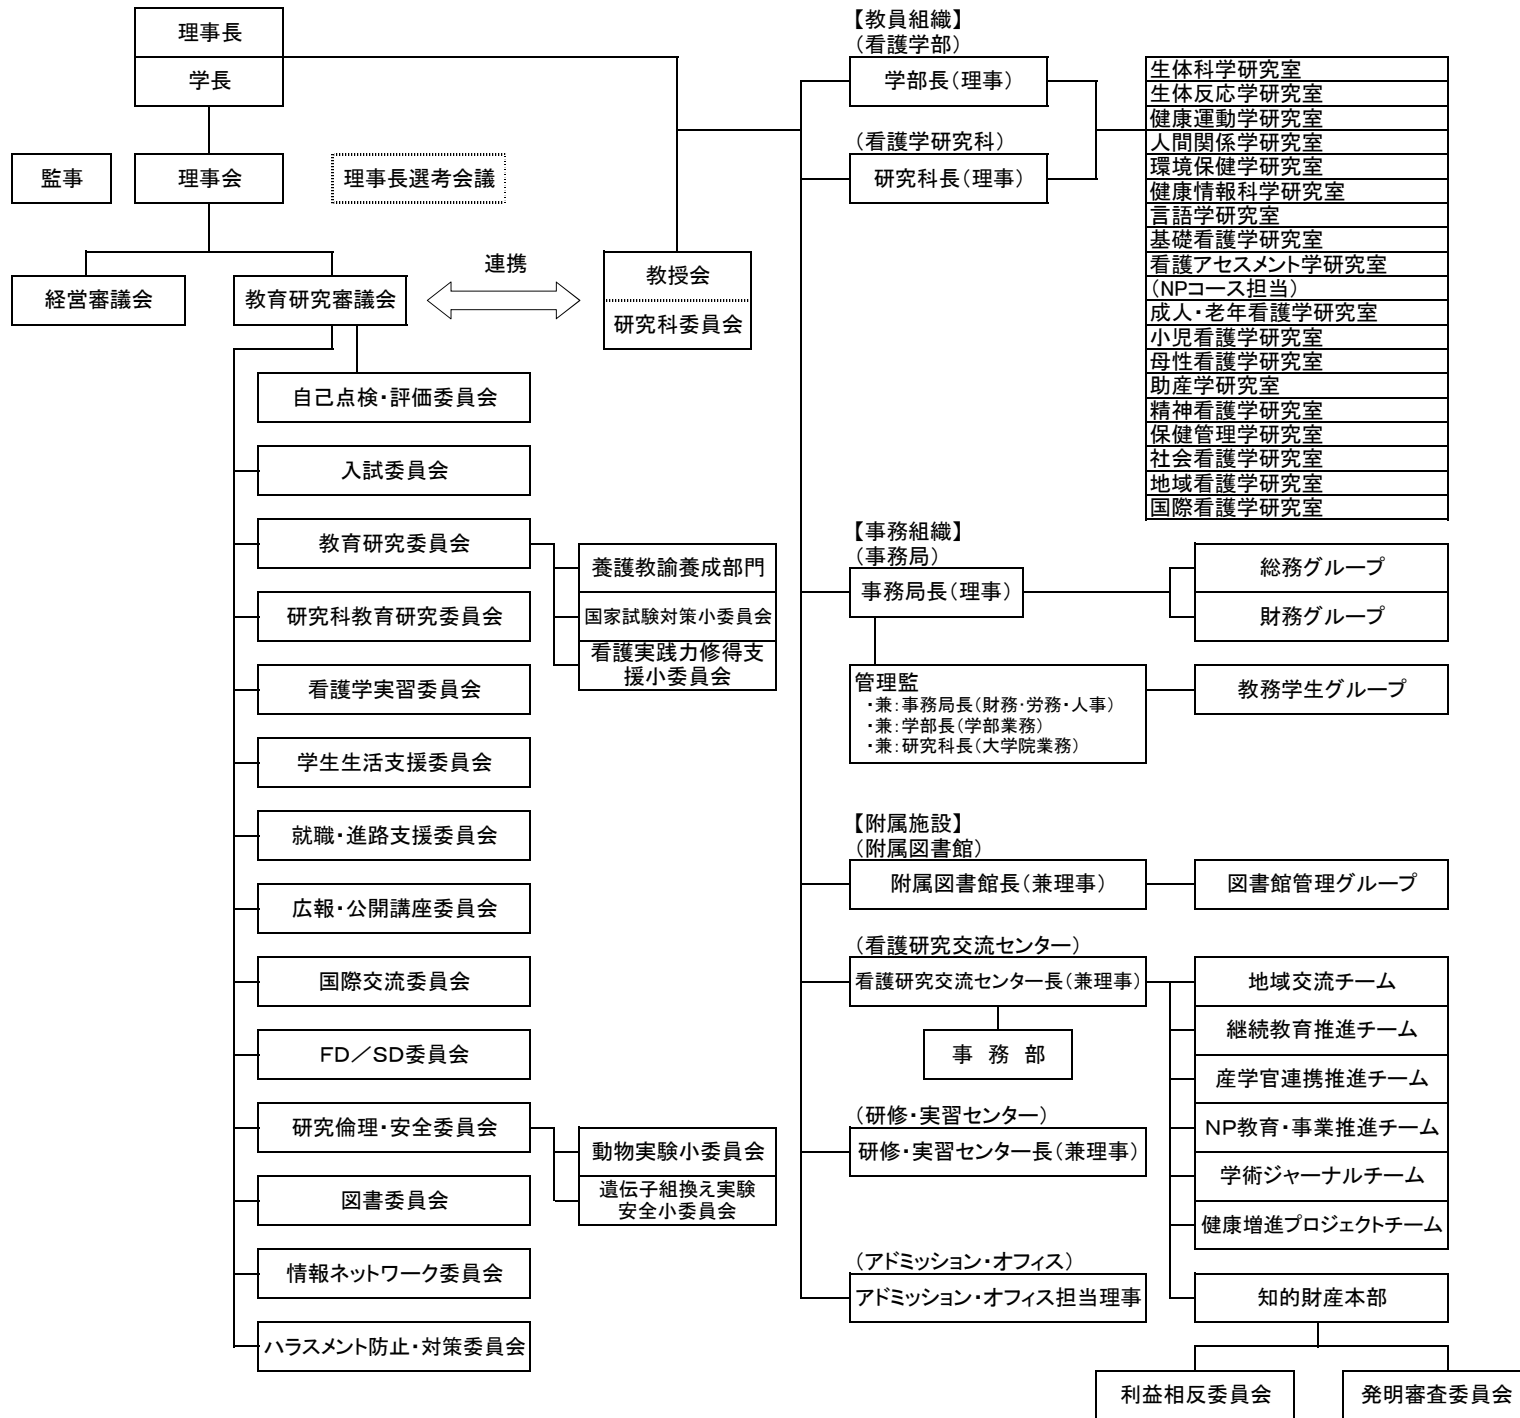 理事長
学長
監事
理事会
理事長選考会議
経営審議会
教育研究審議会
連携
教授会
研究科委員会
自己点検・評価委員会
入試委員会
教育研究委員会
養護教諭養成部門
国家試験対策小委員会
看護実践力修得支
援小委員会
研究科教育研究委員会
看護学実習委員会
学生生活支援委員会
就職・進路支援委員会
広報・公開講座委員会
国際交流委員会
FD／SD委員会
研究倫理・安全委員会
動物実験小委員会
遺伝子組換え実験
安全小委員会
図書委員会
情報ネットワーク委員会
ハラスメント防止・対策委員会
【教員組織】
（看護学部）
学部長（理事）
（看護学研究科）
研究科長（理事）
生体科学研究室
生体反応学研究室
健康運動学研究室
人間関係学研究室
環境保健学研究室
健康情報科学研究室
言語学研究室
基礎看護学研究室
看護アセスメント学研究室
（NPコース担当）
成人・老年看護学研究室
小児看護学研究室
母性看護学研究室
助産学研究室
精神看護学研究室
保健管理学研究室
社会看護学研究室
地域看護学研究室
国際看護学研究室
【事務組織】
（事務局）
事務局長（理事）
総務グループ
財務グループ
管理監
・兼：事務局長（財務・労務・人事）
・兼：学部長（学部業務）
・兼：研究科長（大学院業務）
教務学生グループ
【附属施設】
（附属図書館）
附属図書館長（兼理事）
図書館管理グループ
（看護研究交流センター）
看護研究交流センター長（兼理事）
事　務　部
地域交流チーム
継続教育推進チーム
産学官連携推進チーム
NP教育・事業推進チーム
学術ジャーナルチーム
健康増進プロジェクトチーム
（研修・実習センター）
研修・実習センター長（兼理事）
（アドミッション・オフィス）
アドミッション・オフィス担当理事
知的財産本部
利益相反委員会
発明審査委員会